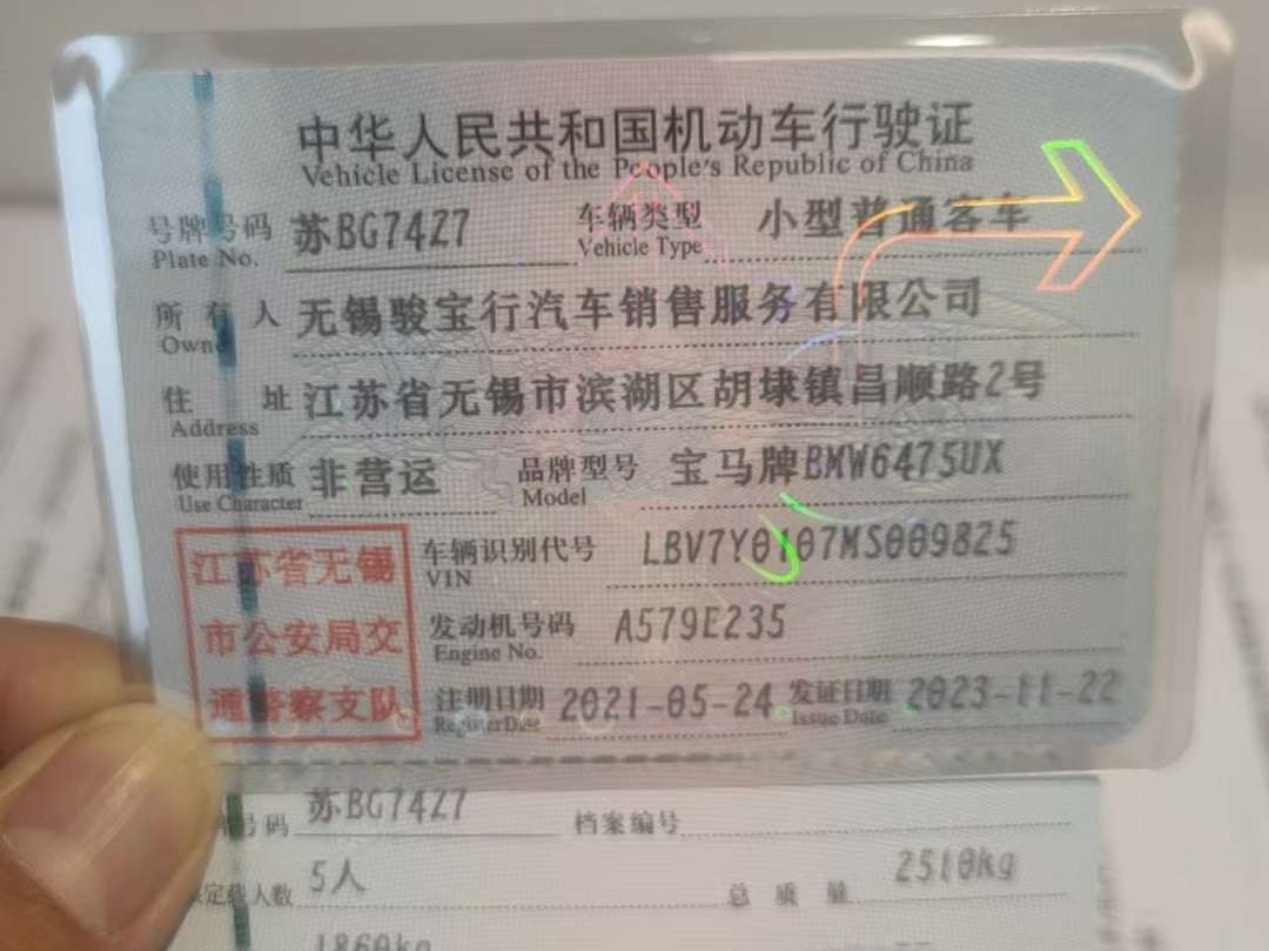 中华人民共和国机动车行驶证
Vehicle License of the People's Republic of China
号牌号码 苏BG74Z7 车辆类型 小型普通客车
Plate No. Vehicle Type
所有人 无锡骏宝行汽车销售服务有限公司
Owne
住址 江苏省无锡市滨湖区胡埭镇昌顺路2号
Address
使用性质 非营运 品牌型号 宝马牌BMW6475UX
Use Character Model
江苏省无锡
市公安局交
通警察支队
车辆识别代号 LBV7Y0107MS009825
VIN
发动机号码 A579E235
Engine No.
注册日期 2021-05-24 发证日期 2023-11-22
Register Date Issue Date
号码 苏BG74Z7 档案编号
定载人数 5人 总质量 2510kg
1860kg